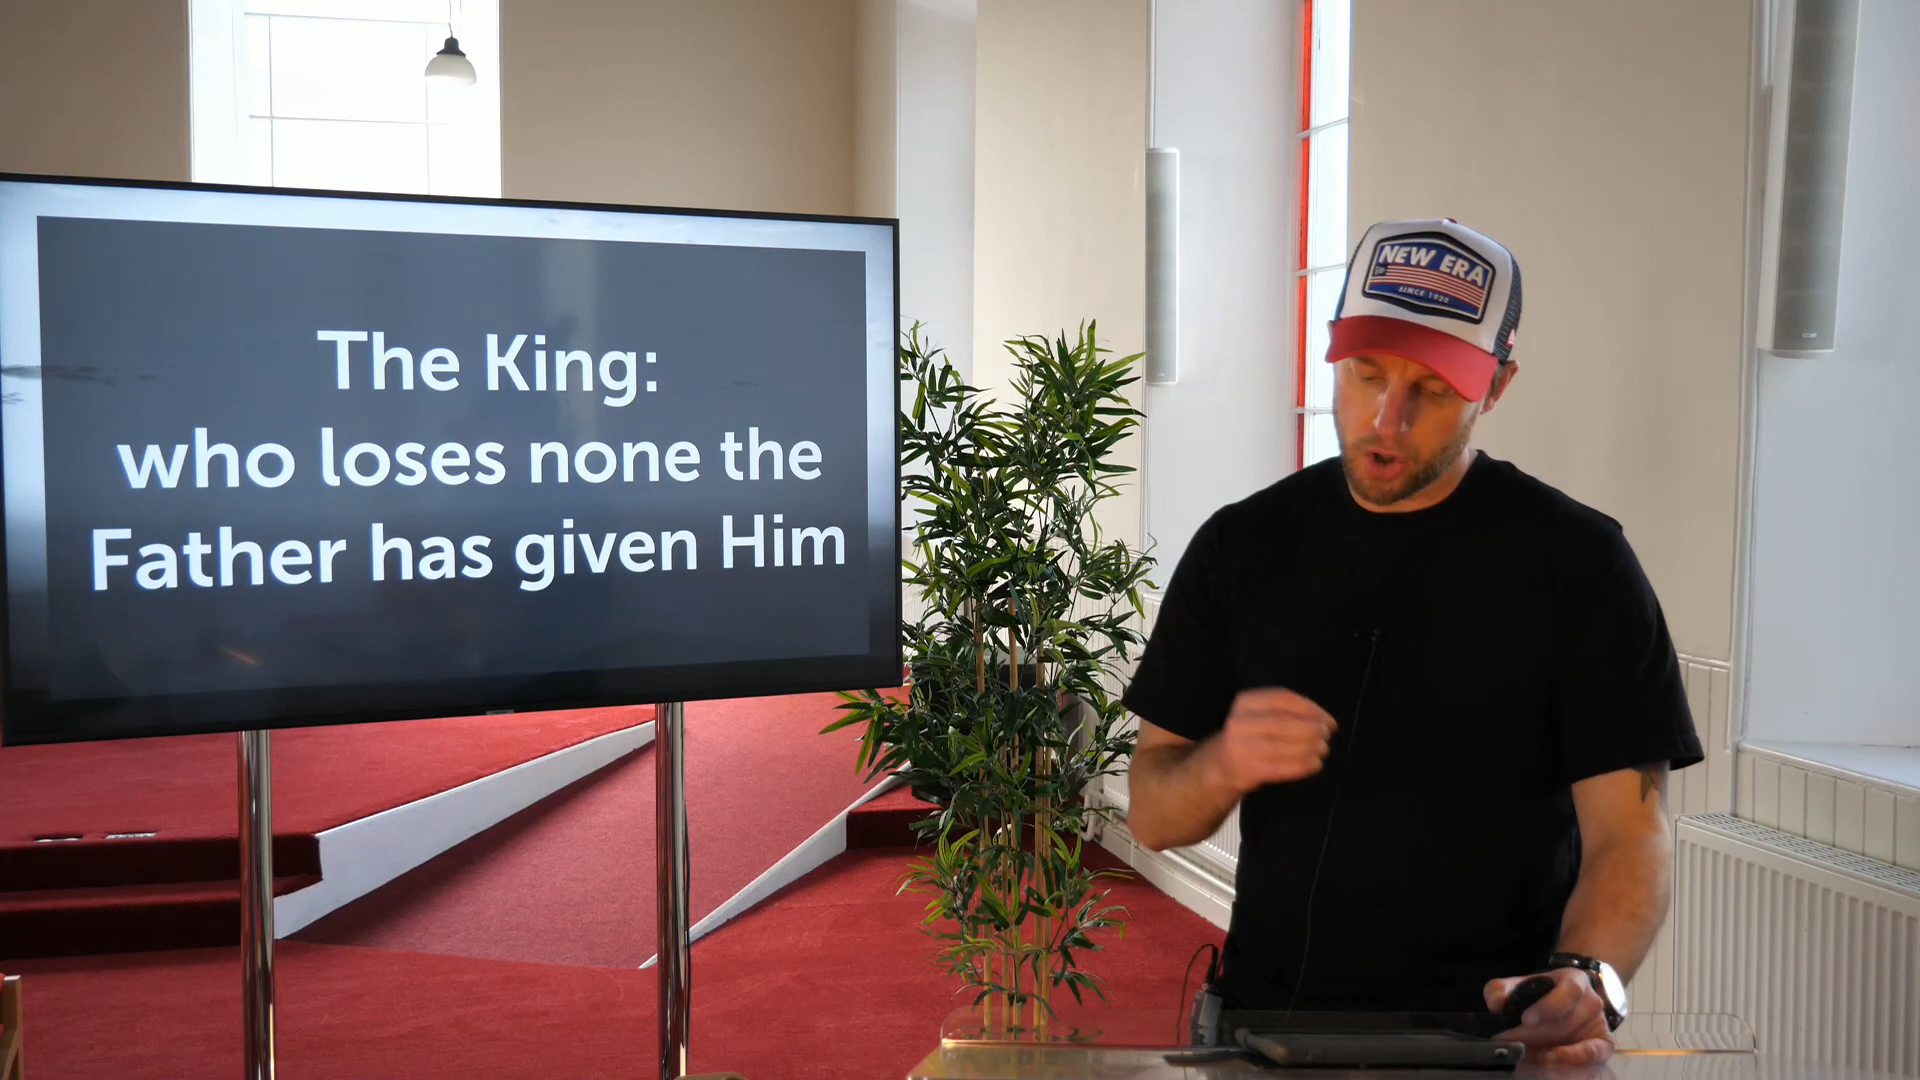 The King:
who loses none the
Father has given Him
NEW ERA
SINCE 1920